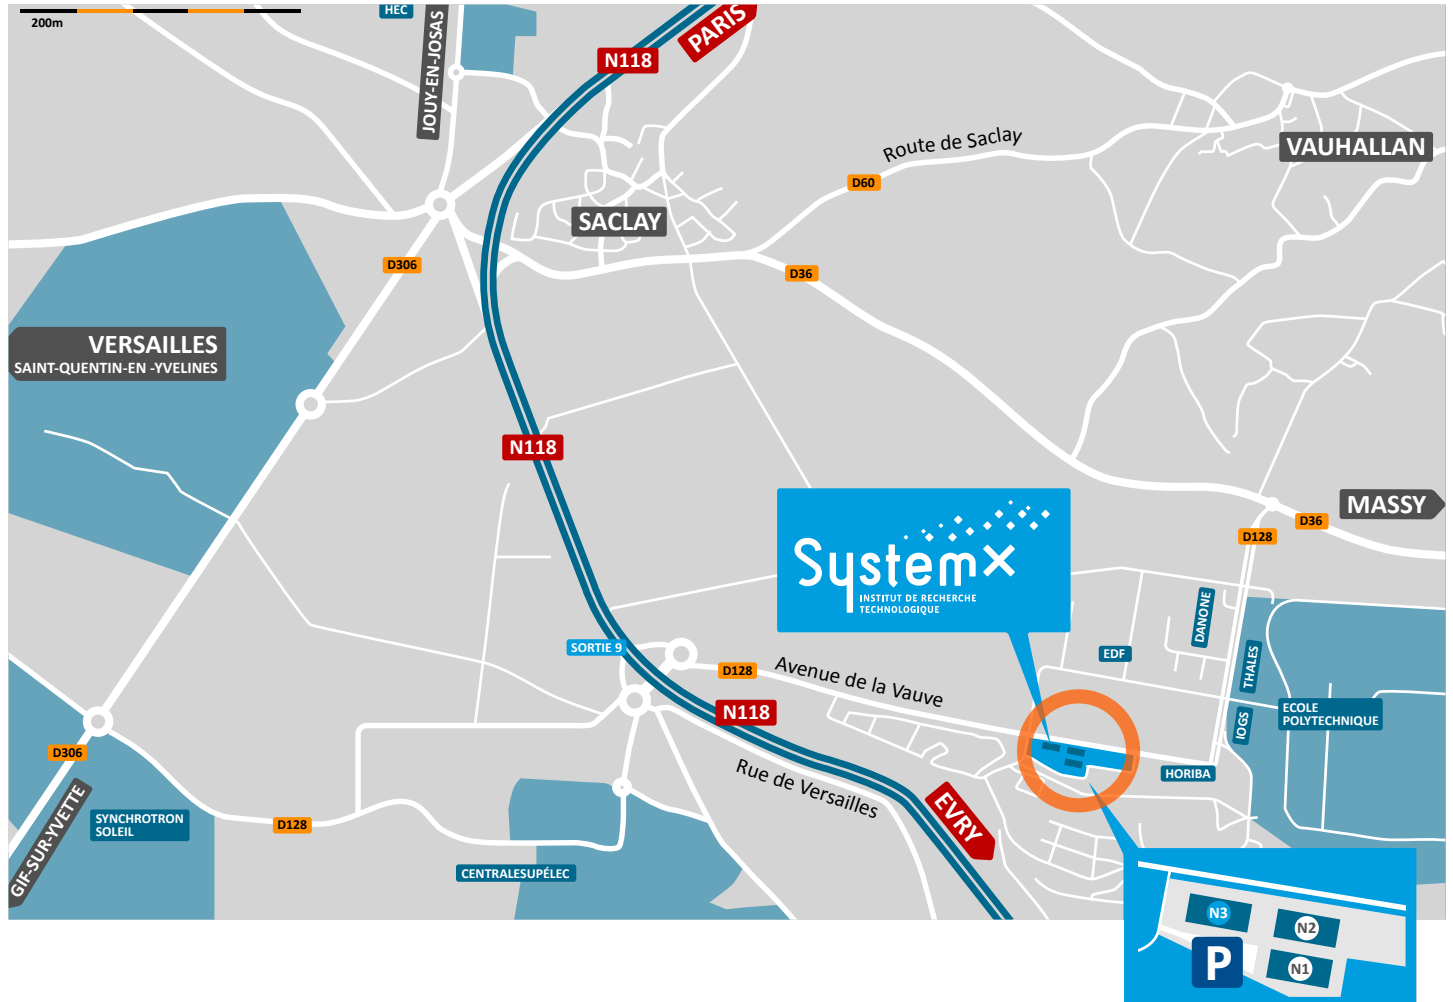 200m
HEC
JOUY-EN-JOSAS
PARIS
N118
Route de Saclay
VAUHALLAN
D60
SACLAY
D306
D36
VERSAILLES
SAINT-QUENTIN-EN -YVELINES
N118
MASSY
D36
D128
Systemx
INSTITUT DE RECHERCHE
TECHNOLOGIQUE
DANONE
EDF
THALES
SORTIE 9
D128
Avenue de la Vauve
N118
IOGS
ECOLE
POLYTECHNIQUE
D306
HORIBA
Rue de Versailles
EVRY
GIF-SUR-YVETTE
SYNCHROTRON
SOLEIL
D128
CENTRALESUPÉLEC
N3
N2
P
N1